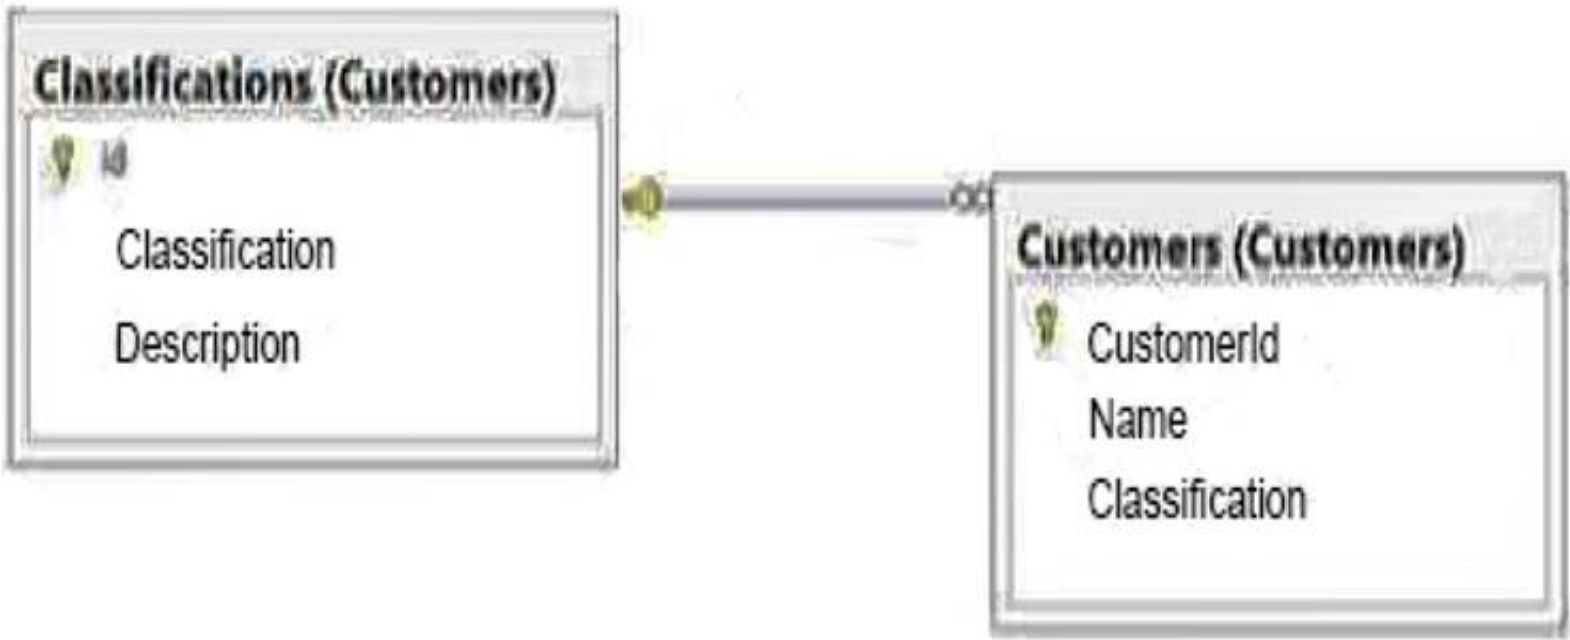 Classifications (Customers)
Id
Classification
Description
Customers (Customers)
CustomerId
Name
Classification